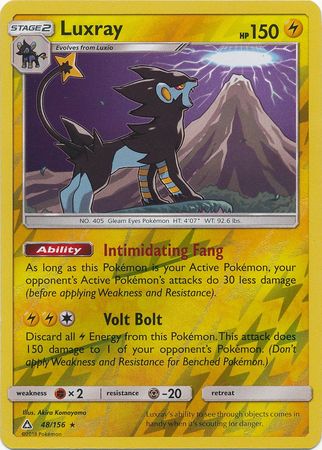 STAGE2 Luxray HP 150
Evolves from Luxio
NO. 405 Gleam Eyes Pokémon HT: 4'07" WT: 92.6 lbs.
Ability Intimidating Fang
As long as this Pokémon is your Active Pokémon, your
opponent's Active Pokémon's attacks do 30 less damage
(before applying Weakness and Resistance).
Volt Bolt
Discard all Energy from this Pokémon. This attack does
150 damage to 1 of your opponent's Pokémon. (Don't
apply Weakness and Resistance for Benched Pokémon.)
weakness ×2 resistance -20 retreat
Illus. Akira Komayama
48/156 ★
©2018 Pokémon
Luxray's ability to see through objects comes in
handy when it's scouting for danger.